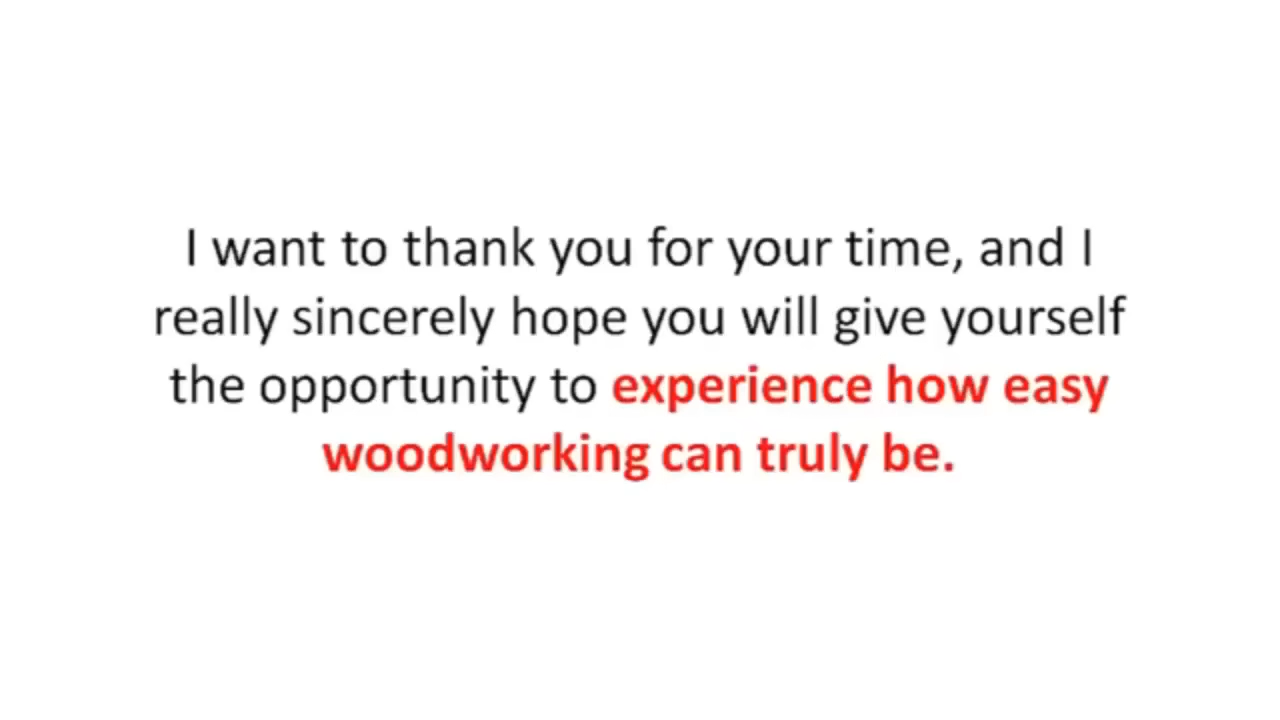 I want to thank you for your time, and I
really sincerely hope you will give yourself
the opportunity to experience how easy
woodworking can truly be.